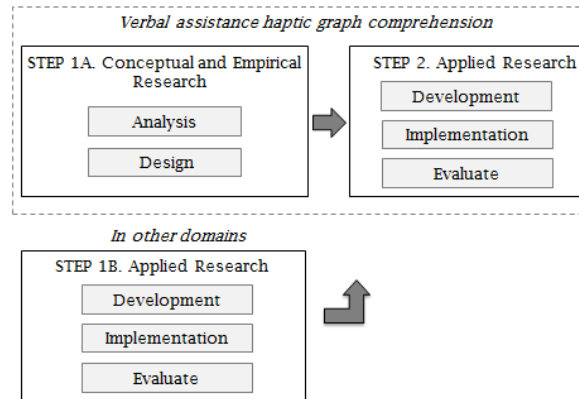 Verbal assistance haptic graph comprehension
STEP 1A. Conceptual and Empirical
Research
Analysis
Design
STEP 2. Applied Research
Development
Implementation
Evaluate
In other domains
STEP 1B. Applied Research
Development
Implementation
Evaluate